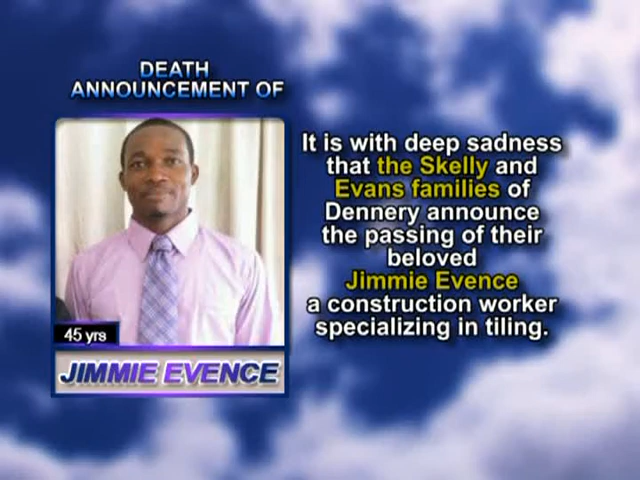 DEATH
ANNOUNCEMENT OF
45 yrs
JIMMIE EVENCE
It is with deep sadness
that the Skelly and
Evans families of
Dennery announce
the passing of their
beloved
Jimmie Evence
a construction worker
specializing in tiling.